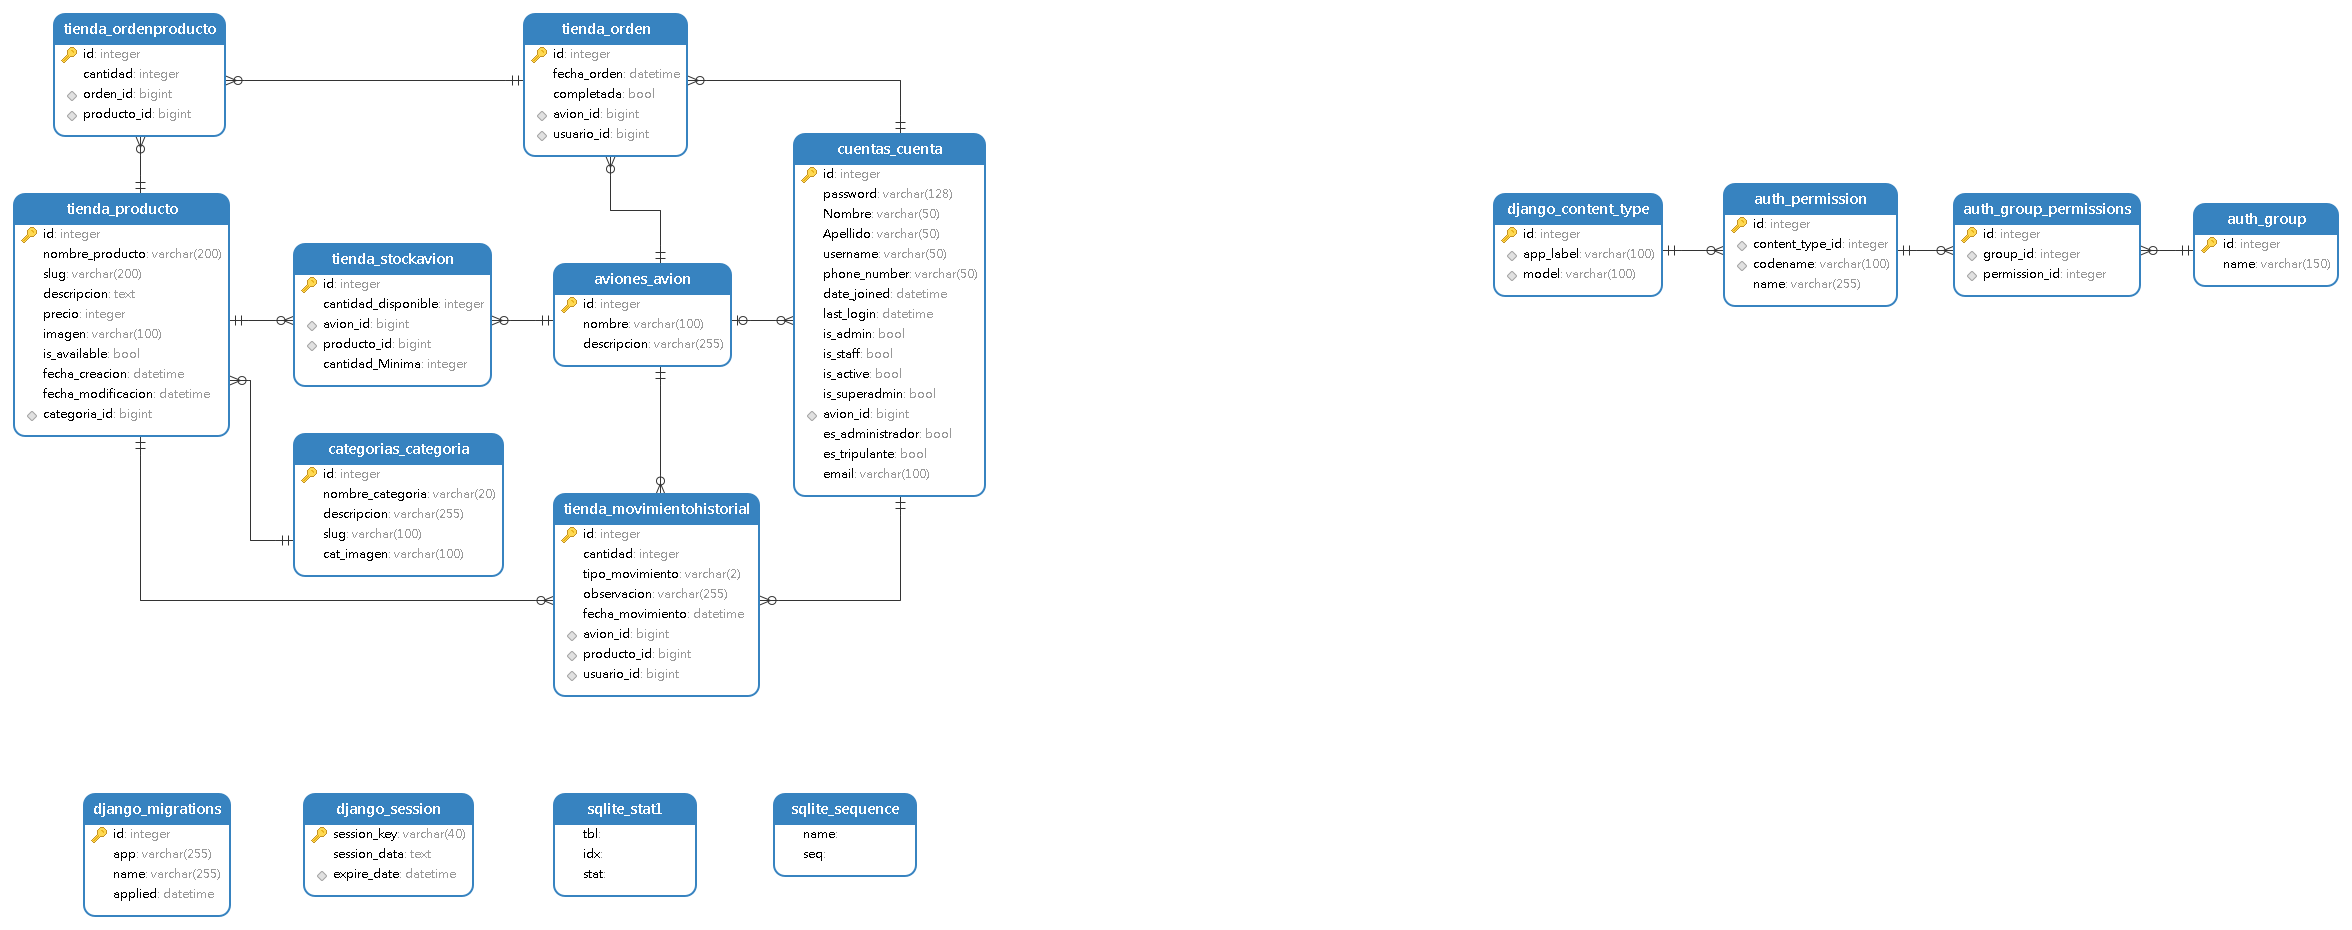 tienda_ordenproducto
id: integer
cantidad: integer
orden_id: bigint
producto_id: bigint
tienda_orden
id: integer
fecha_orden: datetime
completada: bool
avion_id: bigint
usuario_id: bigint
cuentas_cuenta
id: integer
password: varchar(128)
Nombre: varchar(50)
Apellido: varchar(50)
username: varchar(50)
phone_number: varchar(50)
date_joined: datetime
last_login: datetime
is_admin: bool
is_staff: bool
is_active: bool
is_superadmin: bool
avion_id: bigint
es_administrador: bool
es_tripulante: bool
email: varchar(100)
tienda_producto
id: integer
nombre_producto: varchar(200)
slug: varchar(200)
descripcion: text
precio: integer
imagen: varchar(100)
is_available: bool
fecha_creacion: datetime
fecha_modificacion: datetime
categoria_id: bigint
tienda_stockavion
id: integer
cantidad_disponible: integer
avion_id: bigint
producto_id: bigint
cantidad_Minima: integer
aviones_avion
id: integer
nombre: varchar(100)
descripcion: varchar(255)
categorias_categoria
id: integer
nombre_categoria: varchar(20)
descripcion: varchar(255)
slug: varchar(100)
cat_imagen: varchar(100)
tienda_movimientohistorial
id: integer
cantidad: integer
tipo_movimiento: varchar(2)
observacion: varchar(255)
fecha_movimiento: datetime
avion_id: bigint
producto_id: bigint
usuario_id: bigint
django_content_type
id: integer
app_label: varchar(100)
model: varchar(100)
auth_permission
id: integer
content_type_id: integer
codename: varchar(100)
name: varchar(255)
auth_group_permissions
id: integer
group_id: integer
permission_id: integer
auth_group
id: integer
name: varchar(150)
django_migrations
id: integer
app: varchar(255)
name: varchar(255)
applied: datetime
django_session
session_key: varchar(40)
session_data: text
expire_date: datetime
sqlite_stat1
tbl:
idx:
stat:
sqlite_sequence
name:
seq: